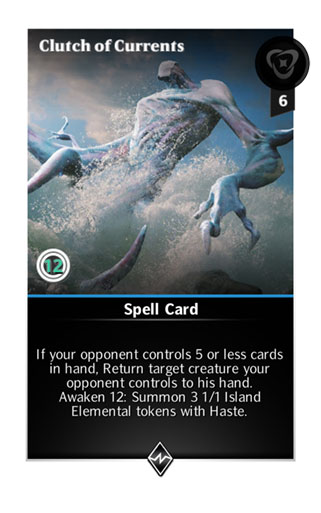 Clutch of Currents
6
12
Spell Card
If your opponent controls 5 or less cards
in hand, Return target creature your
opponent controls to his hand.
Awaken 12: Summon 3 1/1 Island
Elemental tokens with Haste.